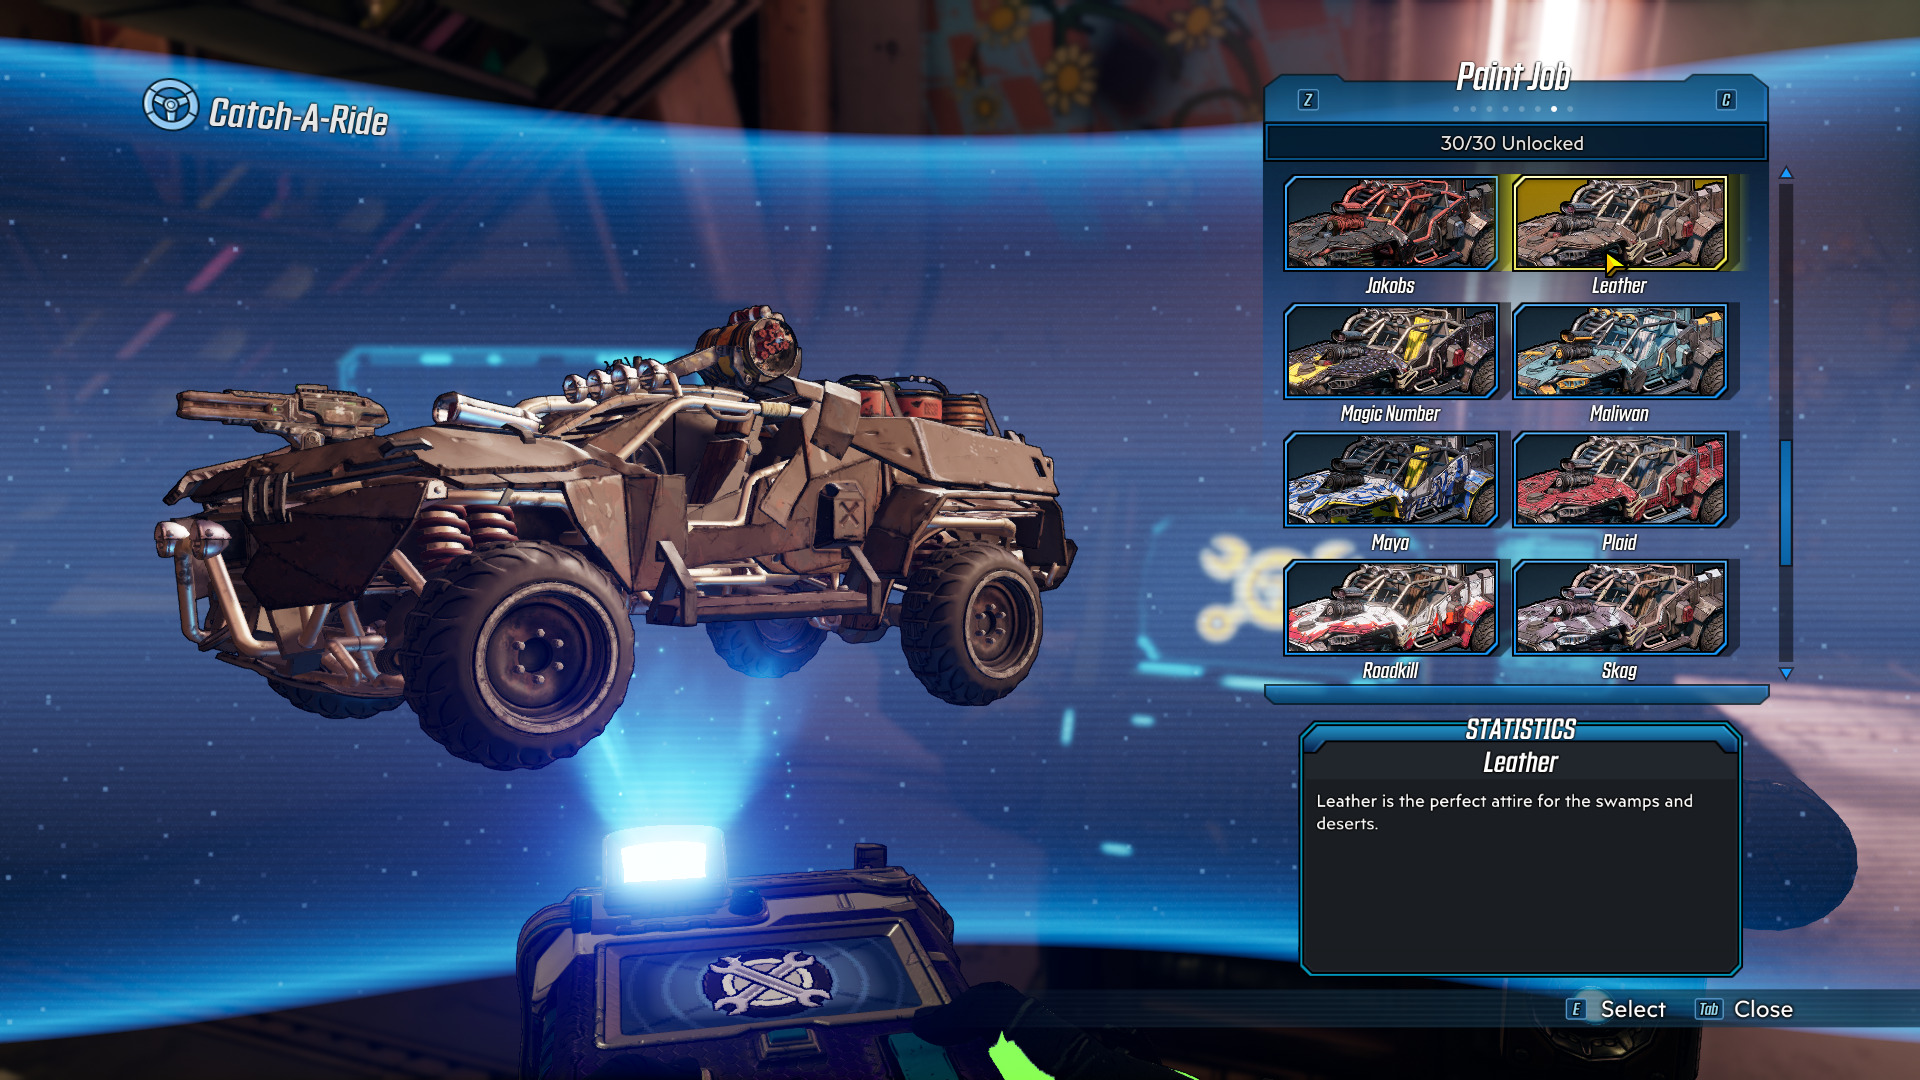 Catch-A-Ride
Paint Job
Z
C
30/30 Unlocked
Jakobs
Leather
Magic Number
Maliwan
Maya
Plaid
Roadkill
Skag
STATISTICS
Leather
Leather is the perfect attire for the swamps and
deserts.
E Select
Tab Close